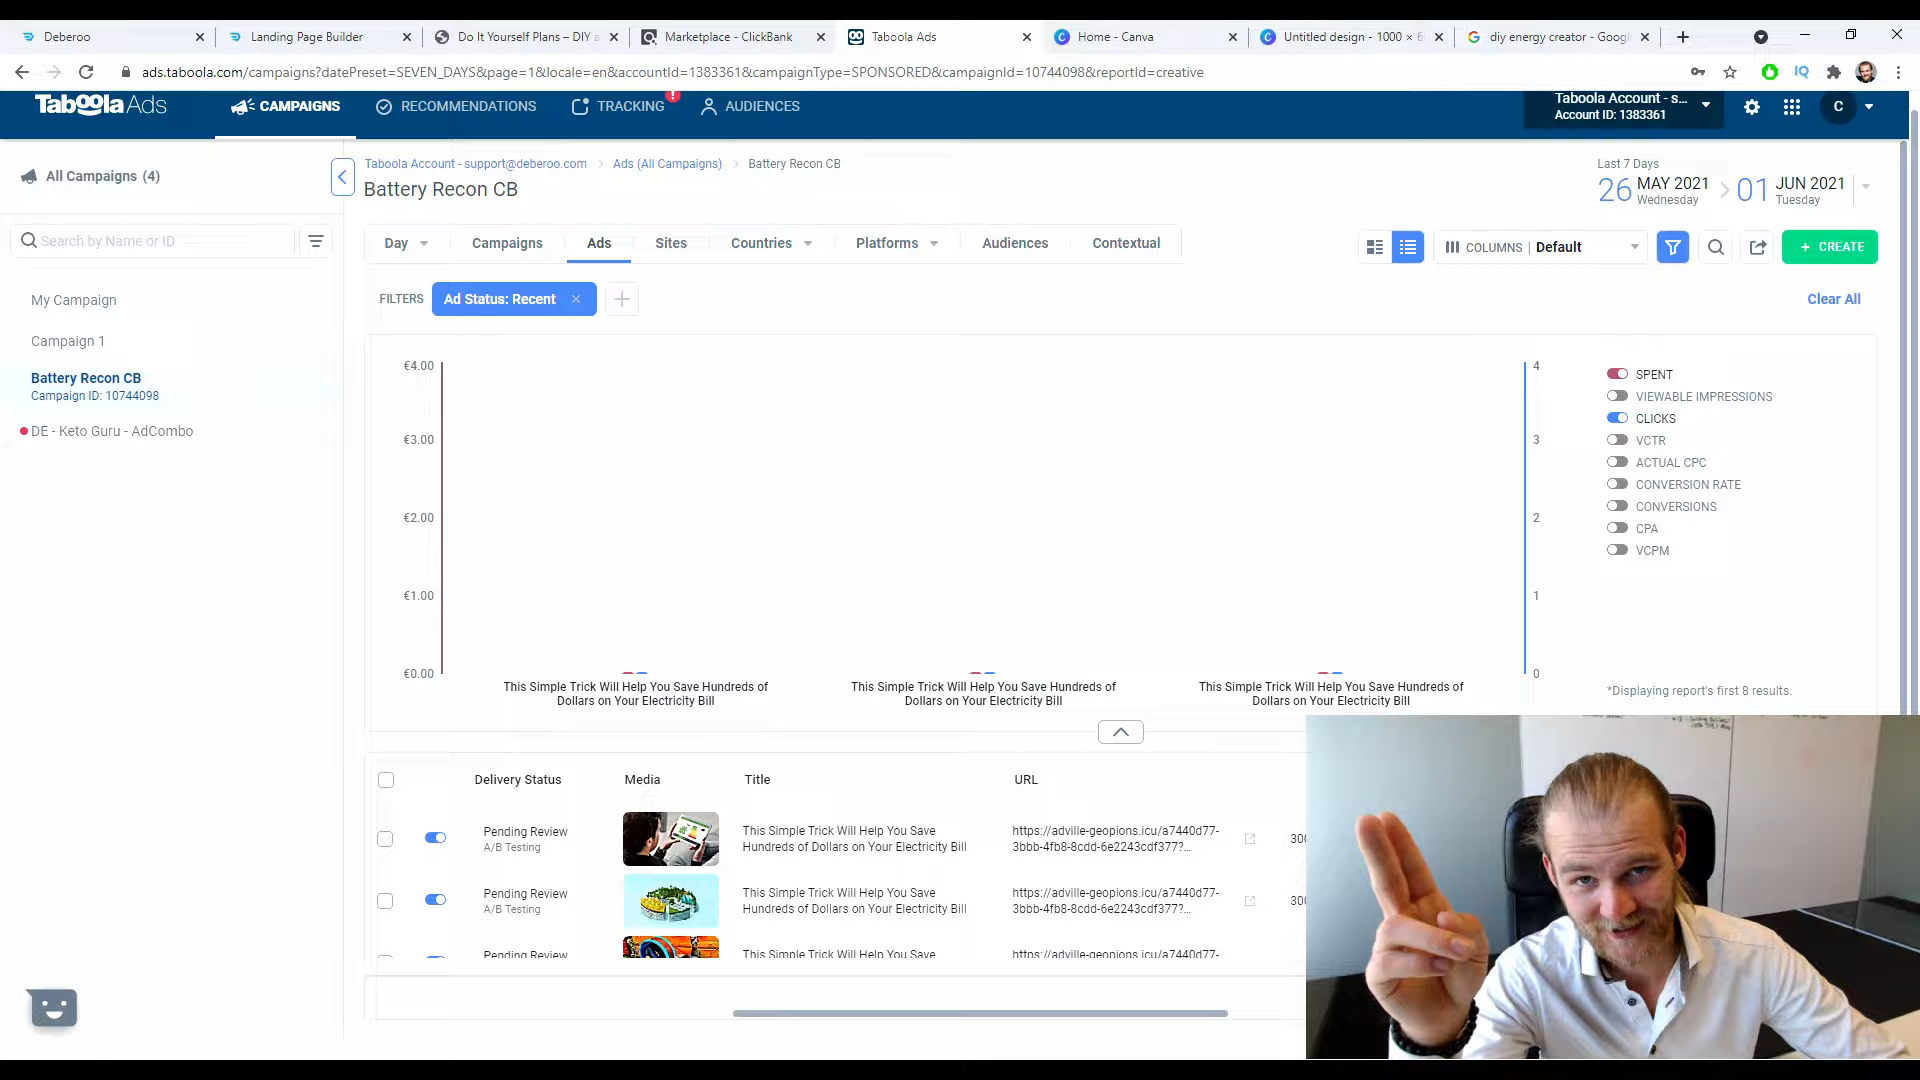 Deberoo
Landing Page Builder
Do It Yourself Plans – DIY a
Marketplace - ClickBank
Taboola Ads
Home - Canva
Untitled design - 1000 × 6
diy energy creator - Googl
ads.taboola.com/campaigns?datePreset=SEVEN_DAYS&page=1&locale=en&accountId=1383361&campaignType=SPONSORED&campaignId=10744098&reportId=creative
IQ
Taboola Ads
CAMPAIGNS
RECOMMENDATIONS
TRACKING
!
AUDIENCES
Taboola Account - s...
Account ID: 1383361
C
All Campaigns (4)
Search by Name or ID
My Campaign
Campaign 1
Battery Recon CB
Campaign ID: 10744098
DE - Keto Guru - AdCombo
Taboola Account - support@deberoo.com > Ads (All Campaigns) > Battery Recon CB
Battery Recon CB
Last 7 Days
26 MAY 2021 Wednesday > 01 JUN 2021 Tuesday
Day
Campaigns
Ads
Sites
Countries
Platforms
Audiences
Contextual
COLUMNS | Default
+ CREATE
FILTERS
Ad Status: Recent ×
+
Clear All
€4.00
€3.00
€2.00
€1.00
€0.00
4
3
2
1
0
SPENT
VIEWABLE IMPRESSIONS
CLICKS
VCTR
ACTUAL CPC
CONVERSION RATE
CONVERSIONS
CPA
VCPM
This Simple Trick Will Help You Save Hundreds of
Dollars on Your Electricity Bill
This Simple Trick Will Help You Save Hundreds of
Dollars on Your Electricity Bill
This Simple Trick Will Help You Save Hundreds of
Dollars on Your Electricity Bill
*Displaying report's first 8 results.
Delivery Status
Media
Title
URL
Pending Review
A/B Testing
This Simple Trick Will Help You Save
Hundreds of Dollars on Your Electricity Bill
https://adville-geopions.icu/a7440d77-
3bbb-4fb8-8cdd-6e2243cdf377?...
300
Pending Review
A/B Testing
This Simple Trick Will Help You Save
Hundreds of Dollars on Your Electricity Bill
https://adville-geopions.icu/a7440d77-
3bbb-4fb8-8cdd-6e2243cdf377?...
300
Pending Review
This Simple Trick Will Help You Save
https://adville-geopions.icu/a7440d77-